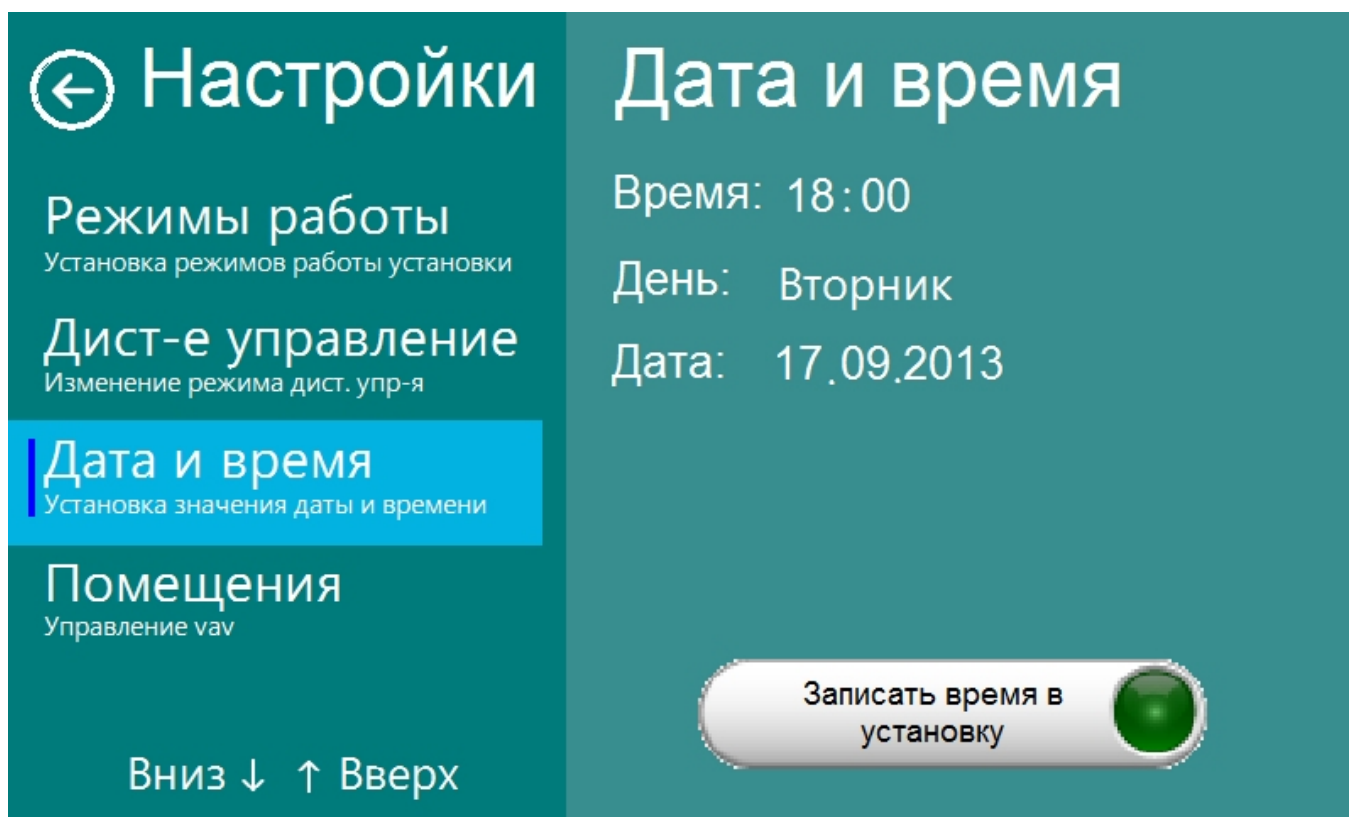 Настройки
Режимы работы
Установка режимов работы установки
Дист-е управление
Изменение режима дист. упр-я
Дата и время
Установка значения даты и времени
Помещения
Управление vav
Вниз ↓ ↑ Вверх
Дата и время
Время: 18:00
День: Вторник
Дата: 17.09.2013
Записать время в
установку